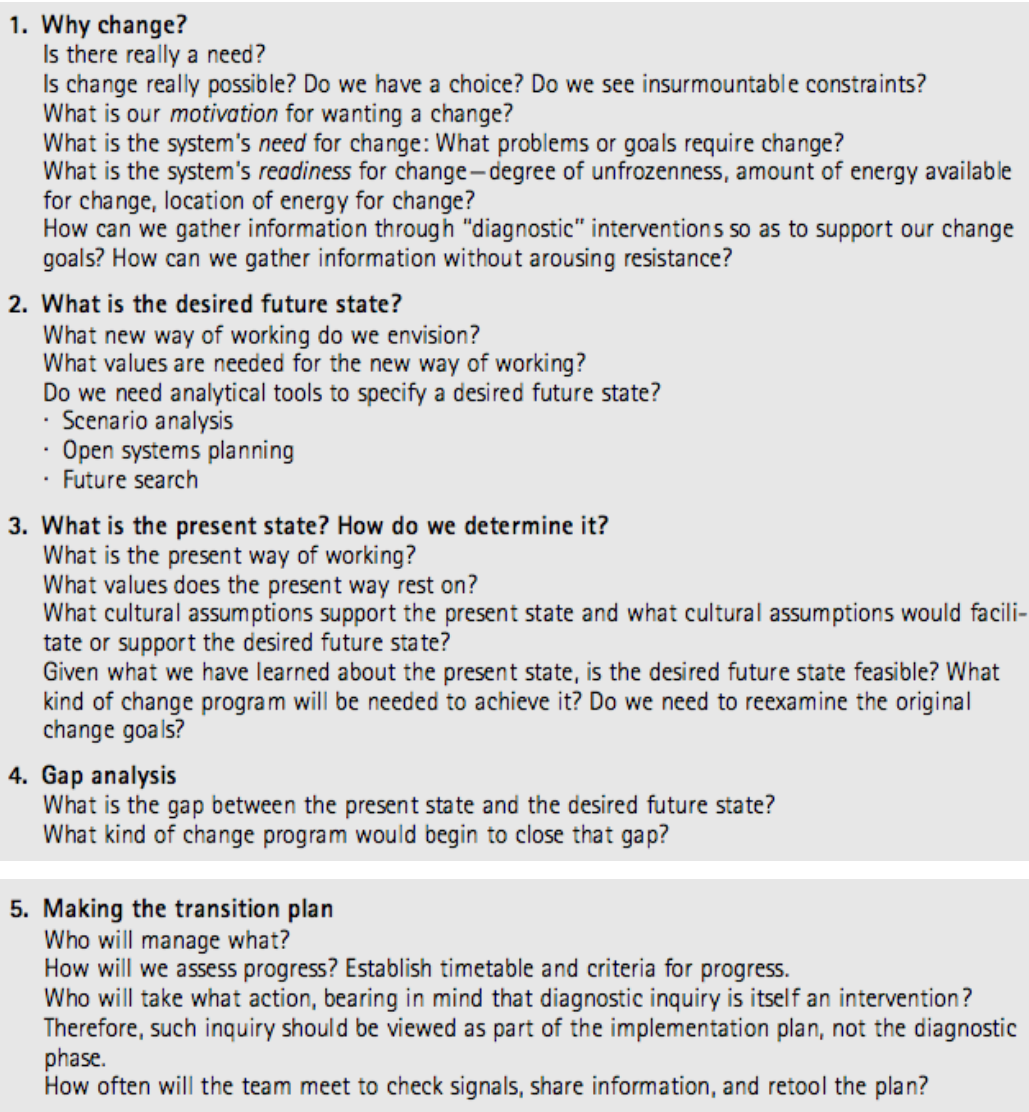 1. Why change?
Is there really a need?
Is change really possible? Do we have a choice? Do we see insurmountable constraints?
What is our motivation for wanting a change?
What is the system's need for change: What problems or goals require change?
What is the system's readiness for change—degree of unfrozenness, amount of energy available
for change, location of energy for change?
How can we gather information through "diagnostic" interventions so as to support our change
goals? How can we gather information without arousing resistance?
2. What is the desired future state?
What new way of working do we envision?
What values are needed for the new way of working?
Do we need analytical tools to specify a desired future state?
· Scenario analysis
· Open systems planning
· Future search
3. What is the present state? How do we determine it?
What is the present way of working?
What values does the present way rest on?
What cultural assumptions support the present state and what cultural assumptions would facili-
tate or support the desired future state?
Given what we have learned about the present state, is the desired future state feasible? What
kind of change program will be needed to achieve it? Do we need to reexamine the original
change goals?
4. Gap analysis
What is the gap between the present state and the desired future state?
What kind of change program would begin to close that gap?
5. Making the transition plan
Who will manage what?
How will we assess progress? Establish timetable and criteria for progress.
Who will take what action, bearing in mind that diagnostic inquiry is itself an intervention?
Therefore, such inquiry should be viewed as part of the implementation plan, not the diagnostic
phase.
How often will the team meet to check signals, share information, and retool the plan?